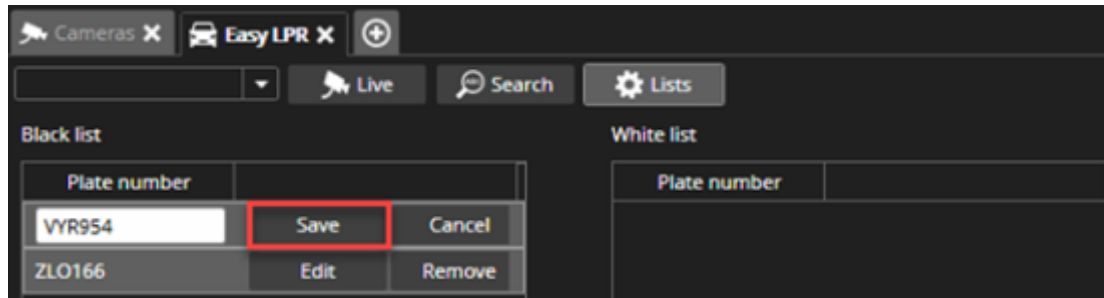 Cameras Easy LPR
Live Search Lists
Black list White list
Plate number Plate number
VYR954 Save Cancel
ZLO166 Edit Remove